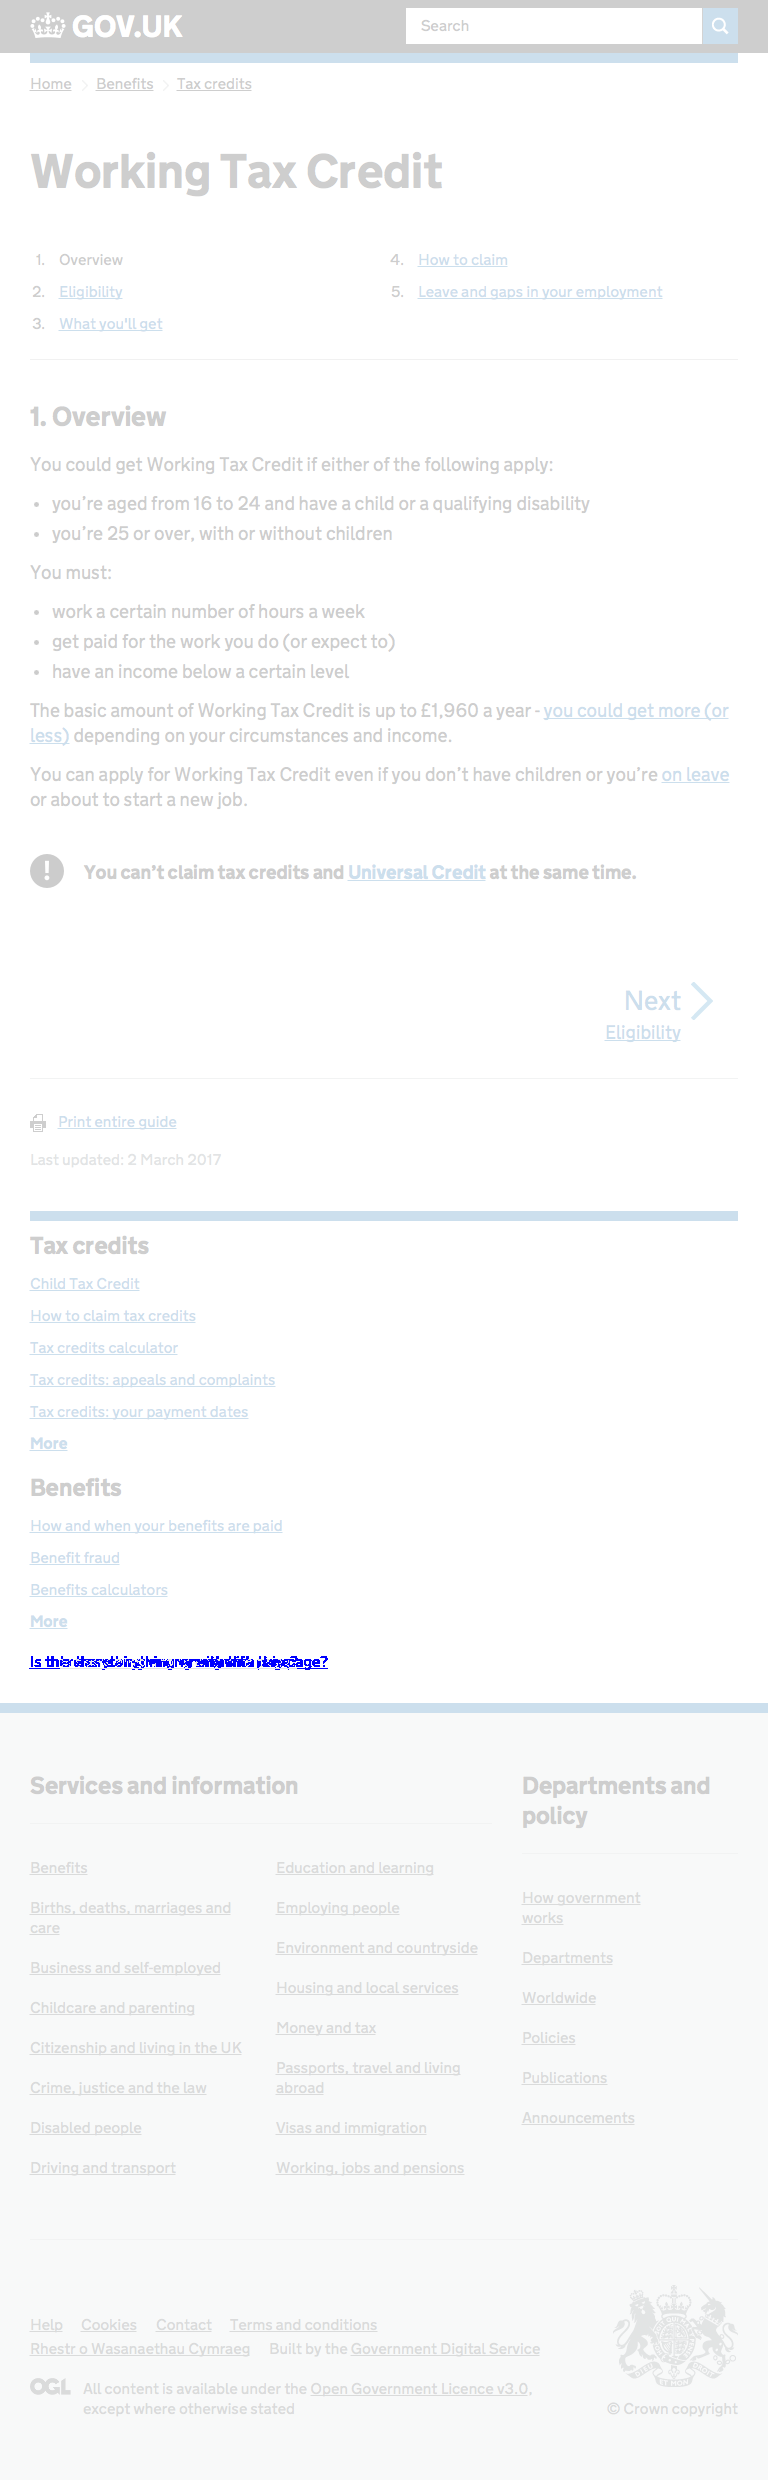 GOV.UK
Search
Home
Benefits
Tax credits
Working Tax Credit
1. Overview
2. Eligibility
3. What you'll get
4. How to claim
5. Leave and gaps in your employment
1. Overview
You could get Working Tax Credit if either of the following apply:
• you’re aged from 16 to 24 and have a child or a qualifying disability
• you’re 25 or over, with or without children
You must:
• work a certain number of hours a week
• get paid for the work you do (or expect to)
• have an income below a certain level
The basic amount of Working Tax Credit is up to £1,960 a year - you could get more (or
less) depending on your circumstances and income.
You can apply for Working Tax Credit even if you don’t have children or you’re on leave
or about to start a new job.
! You can’t claim tax credits and Universal Credit at the same time.
Next
Eligibility
Print entire guide
Last updated: 2 March 2017
Tax credits
Child Tax Credit
How to claim tax credits
Tax credits calculator
Tax credits: appeals and complaints
Tax credits: your payment dates
More
Benefits
How and when your benefits are paid
Benefit fraud
Benefits calculators
More
Is
Services and information
Benefits
Births, deaths, marriages and
care
Business and self-employed
Childcare and parenting
Citizenship and living in the UK
Crime, justice and the law
Disabled people
Driving and transport
Education and learning
Employing people
Environment and countryside
Housing and local services
Money and tax
Passports, travel and living
abroad
Visas and immigration
Working, jobs and pensions
Departments and
policy
How government
works
Departments
Worldwide
Policies
Publications
Announcements
Help
Cookies
Contact
Terms and conditions
Rhestr o Wasanaethau Cymraeg
Built by the Government Digital Service
OGL
All content is available under the Open Government Licence v3.0,
except where otherwise stated
© Crown copyright